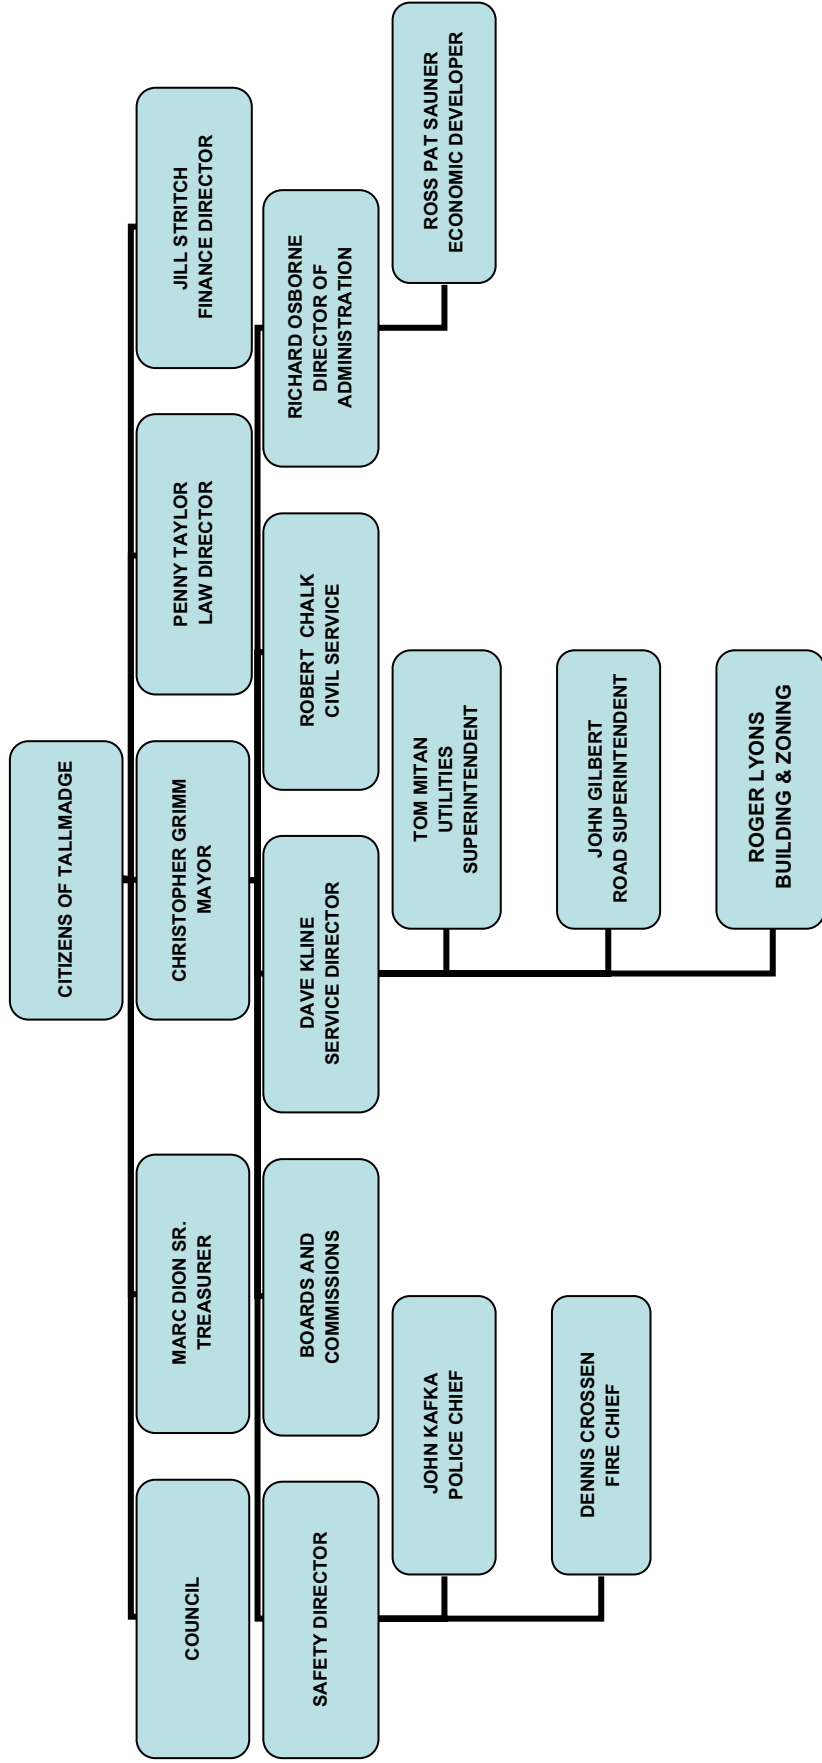 CITIZENS OF TALLMADGE
COUNCIL
MARC DION SR.
TREASURER
CHRISTOPHER GRIMM
MAYOR
PENNY TAYLOR
LAW DIRECTOR
JILL STRITCH
FINANCE DIRECTOR
SAFETY DIRECTOR
BOARDS AND
COMMISSIONS
DAVE KLINE
SERVICE DIRECTOR
ROBERT CHALK
CIVIL SERVICE
RICHARD OSBORNE
DIRECTOR OF
ADMINISTRATION
JOHN KAFKA
POLICE CHIEF
TOM MITAN
UTILITIES
SUPERINTENDENT
ROSS PAT SAUNER
ECONOMIC DEVELOPER
DENNIS CROSSEN
FIRE CHIEF
JOHN GILBERT
ROAD SUPERINTENDENT
ROGER LYONS
BUILDING & ZONING